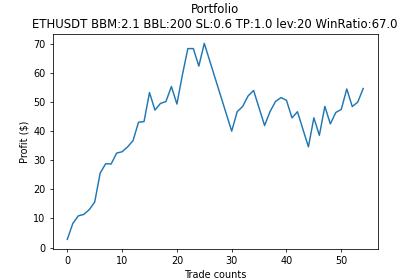 Portfolio
ETHUSDT BBM:2.1 BBL:200 SL:0.6 TP:1.0 lev:20 WinRatio:67.0
70
60
50
40
30
20
10
0
Profit ($)
0 10 20 30 40 50
Trade counts